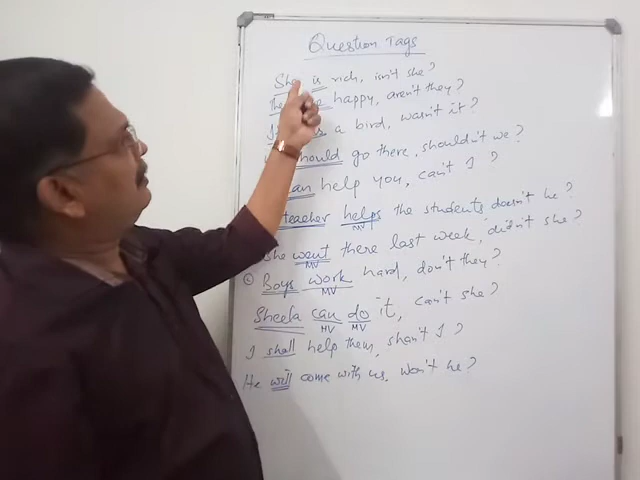 Question Tags
She is rich, isn't she?
happy, aren't they?
a bird, wasn't it?
should go there, shouldn't we?
help you, can't I ?
teacher helps the students doesn't he?
MV
She went there last week, didn't she?
MV
Boys work hard, don't they?
MV
Sheela can do it, can't she?
HV MV
I shall help them, shan't I ?
He will come with us, won't he?